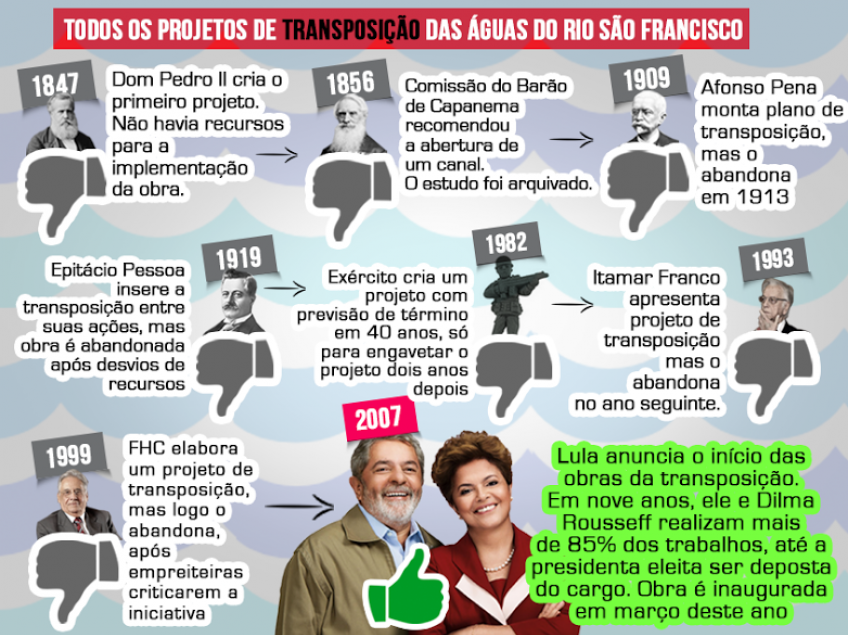 TODOS OS PROJETOS DE TRANSPOSIÇÃO DAS ÁGUAS DO RIO SÃO FRANCISCO
1847
Dom Pedro II cria o
primeiro projeto.
Não havia recursos
para a
implementação
da obra.
1856
Comissão do Barão
de Capanema
recomendou
a abertura de
um canal.
O estudo foi arquivado.
1909
Afonso Pena
monta plano de
transposição,
mas o
abandona
em 1913
1919
Epitácio Pessoa
insere a
transposição entre
suas ações, mas
obra é abandonada
após desvios de
recursos
1982
Exército cria um
projeto com
previsão de término
em 40 anos, só
para engavetar o
projeto dois anos
depois
1993
Itamar Franco
apresenta
projeto de
transposição
mas o
abandona
no ano seguinte.
1999
FHC elabora
um projeto de
transposição,
mas logo o
abandona,
após
empreiteiras
criticarem a
iniciativa
2007
Lula anuncia o início das
obras da transposição.
Em nove anos, ele e Dilma
Rousseff realizam mais
de 85% dos trabalhos, até a
presidenta eleita ser deposta
do cargo. Obra é inaugurada
em março deste ano